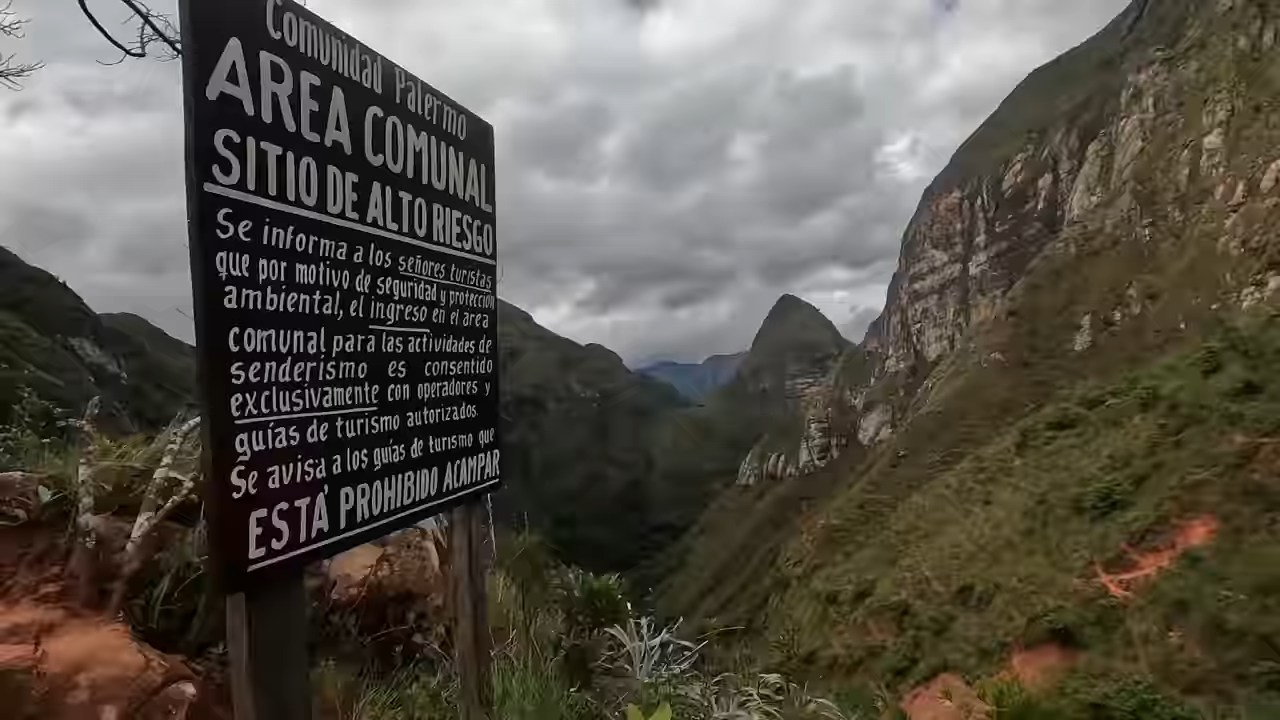 Comunidad Palermo
AREA COMUNAL
SITIO DE ALTO RIESGO
Se informa a los señores turistas
que por motivo de seguridad y protección
ambiental, el ingreso en el area
comunal para las actividades de
senderismo es consentido
exclusivamente con operadores y
guías de turismo autorizados.
Se avisa a los guías de turismo que
ESTÁ PROHIBIDO ACAMPAR